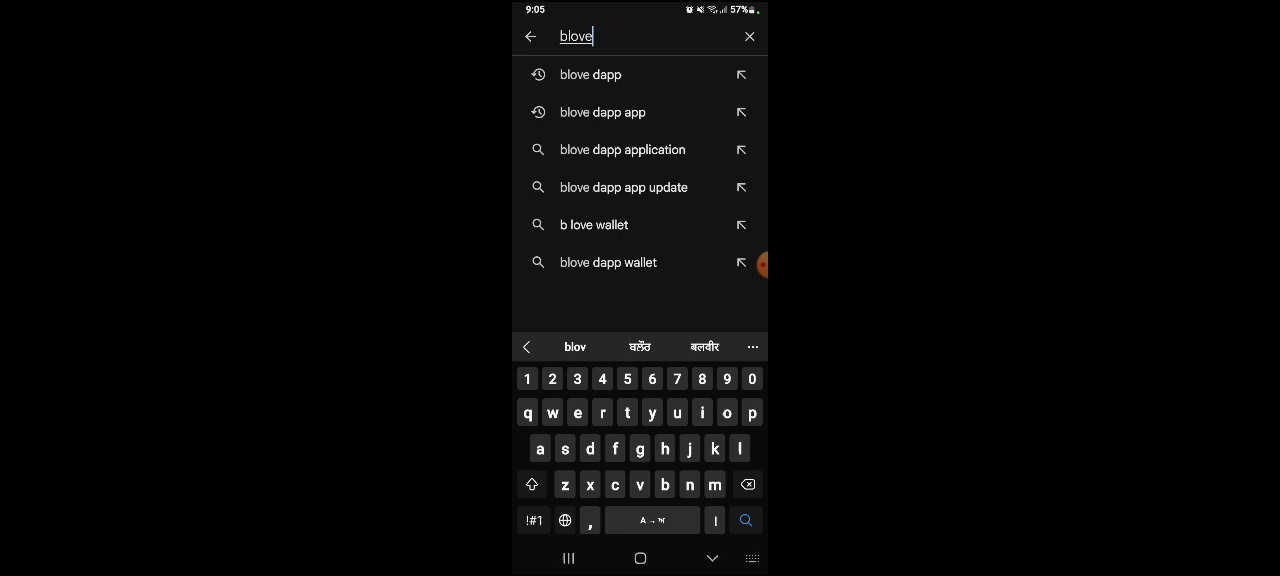 9:05 57%
blove
blove dapp
blove dapp app
blove dapp application
blove dapp app update
b love wallet
blove dapp wallet
blov ਬਲੌਠ बलवीर ...
1 2 3 4 5 6 7 8 9 0
q w e r t y u i o p
a s d f g h j k l
z x c v b n m
!#1 , A → ਅ ।